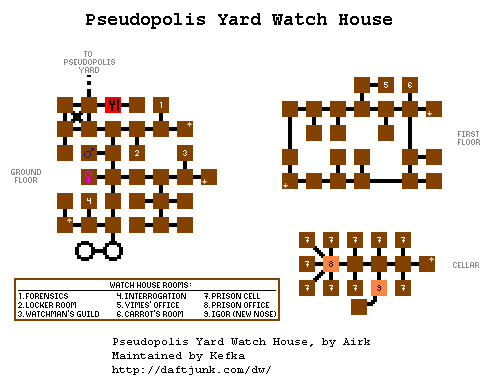 Pseudopolis Yard Watch House
TO
PSEUDOPOLIS
YARD
5 6
1
FIRST
FLOOR
2 3
GROUND
FLOOR
4
7 7 7 7 7
7 8
CELLAR
7 7 7 9 7
WATCH HOUSE ROOMS:
1.FORENSICS 4.INTERROGATION 7.PRISON CELL
2.LOCKER ROOM 5.VIMES' OFFICE 8.PRISON OFFICE
3.WATCHMAN'S GUILD 6.CARROT'S ROOM 9.IGOR (NEW NOSE)
Pseudopolis Yard Watch House, by Airk
Maintained by Kefka
http://daftjunk.com/dw/